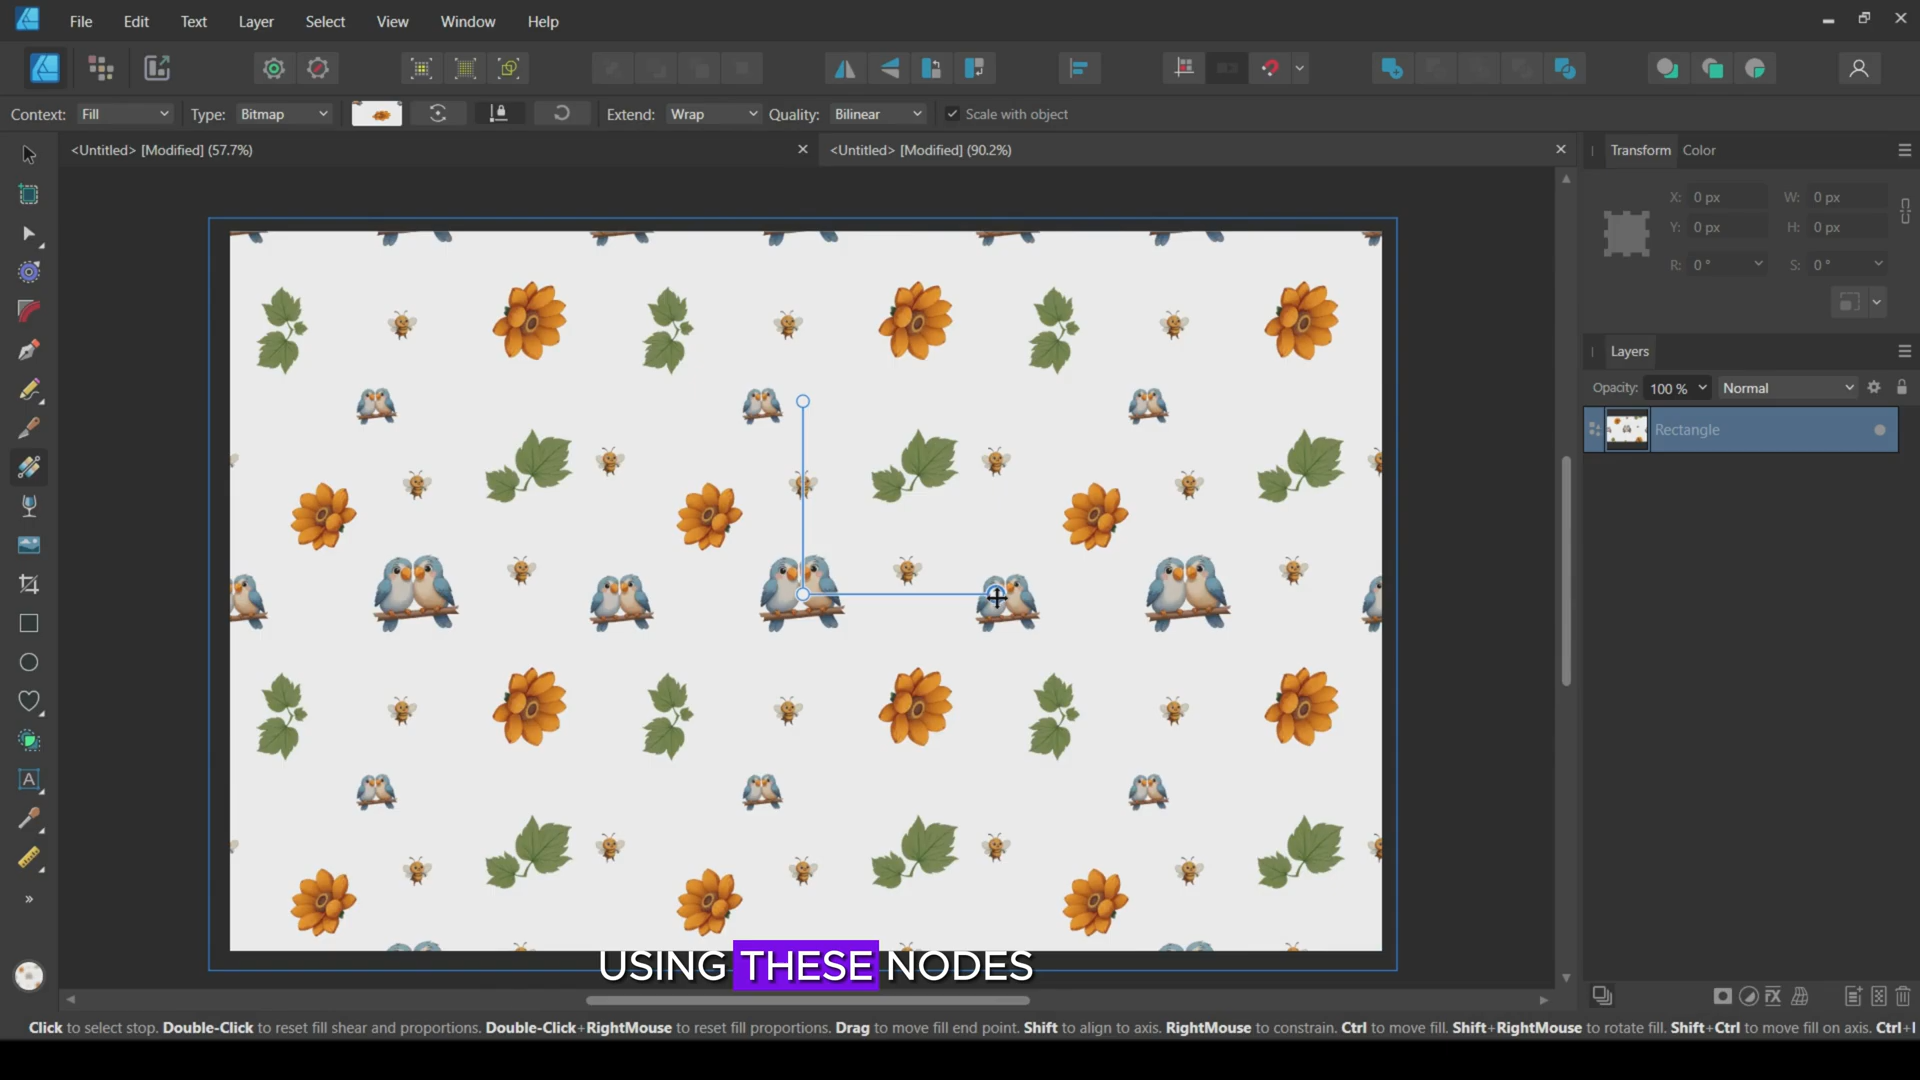 File Edit Text Layer Select View Window Help
Context: Fill Type: Bitmap Extend: Wrap Quality: Bilinear Scale with object
<Untitled> [Modified] (57.7%)
<Untitled> [Modified] (90.2%)
Transform Color
X: 0 px W: 0 px
Y: 0 px H: 0 px
R: 0 ° S: 0 °
Layers
Opacity: 100 % Normal
Rectangle
USING THESE NODES
Click to select stop. Double-Click to reset fill shear and proportions. Double-Click+RightMouse to reset fill proportions. Drag to move fill end point. Shift to align to axis. RightMouse to constrain. Ctrl to move fill. Shift+RightMouse to rotate fill. Shift+Ctrl to move fill on axis. Ctrl+